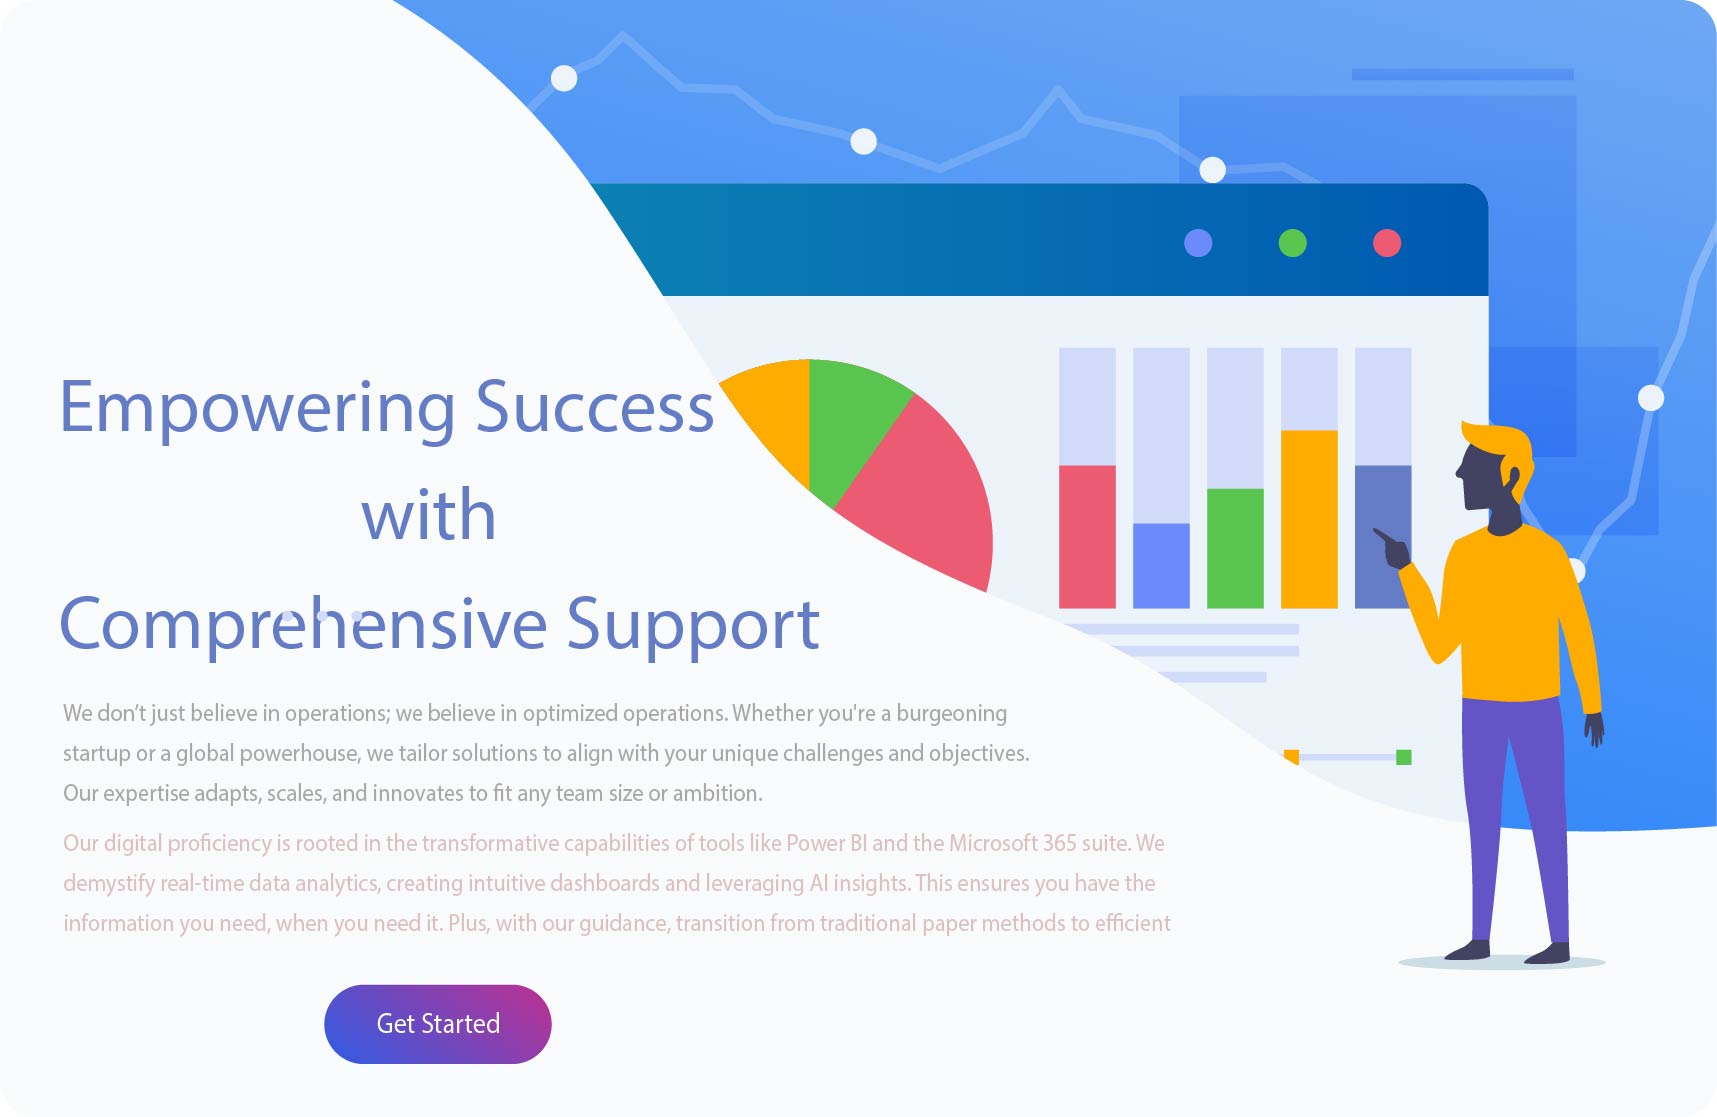 Empowering Success
with
Comprehensive Support
We don’t just believe in operations; we believe in optimized operations. Whether you're a burgeoning
startup or a global powerhouse, we tailor solutions to align with your unique challenges and objectives.
Our expertise adapts, scales, and innovates to fit any team size or ambition.
Our digital proficiency is rooted in the transformative capabilities of tools like Power BI and the Microsoft 365 suite. We
demystify real-time data analytics, creating intuitive dashboards and leveraging AI insights. This ensures you have the
information you need, when you need it. Plus, with our guidance, transition from traditional paper methods to efficient
Get Started